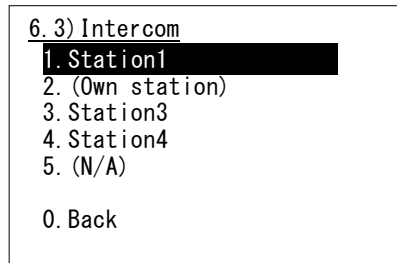 6.3)Intercom
1.Station1
2.(Own station)
3.Station3
4.Station4
5.(N/A)
0.Back